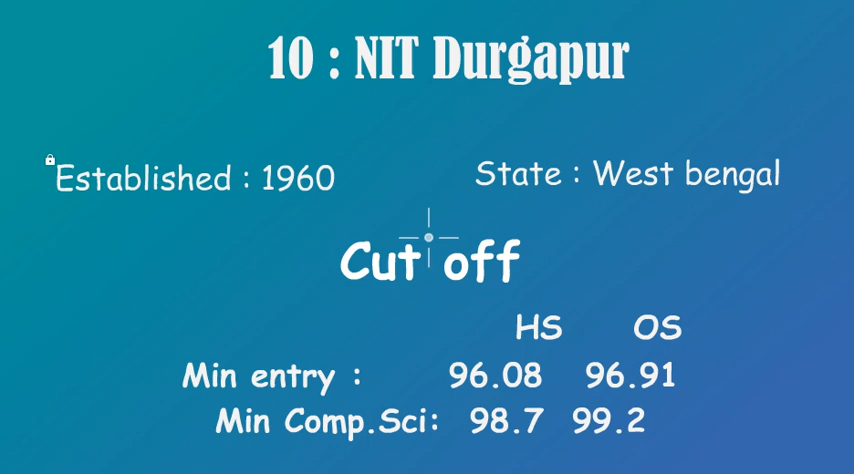 10 : NIT Durgapur
Established : 1960 State : West bengal
Cut off
HS OS
Min entry : 96.08 96.91
Min Comp.Sci: 98.7 99.2